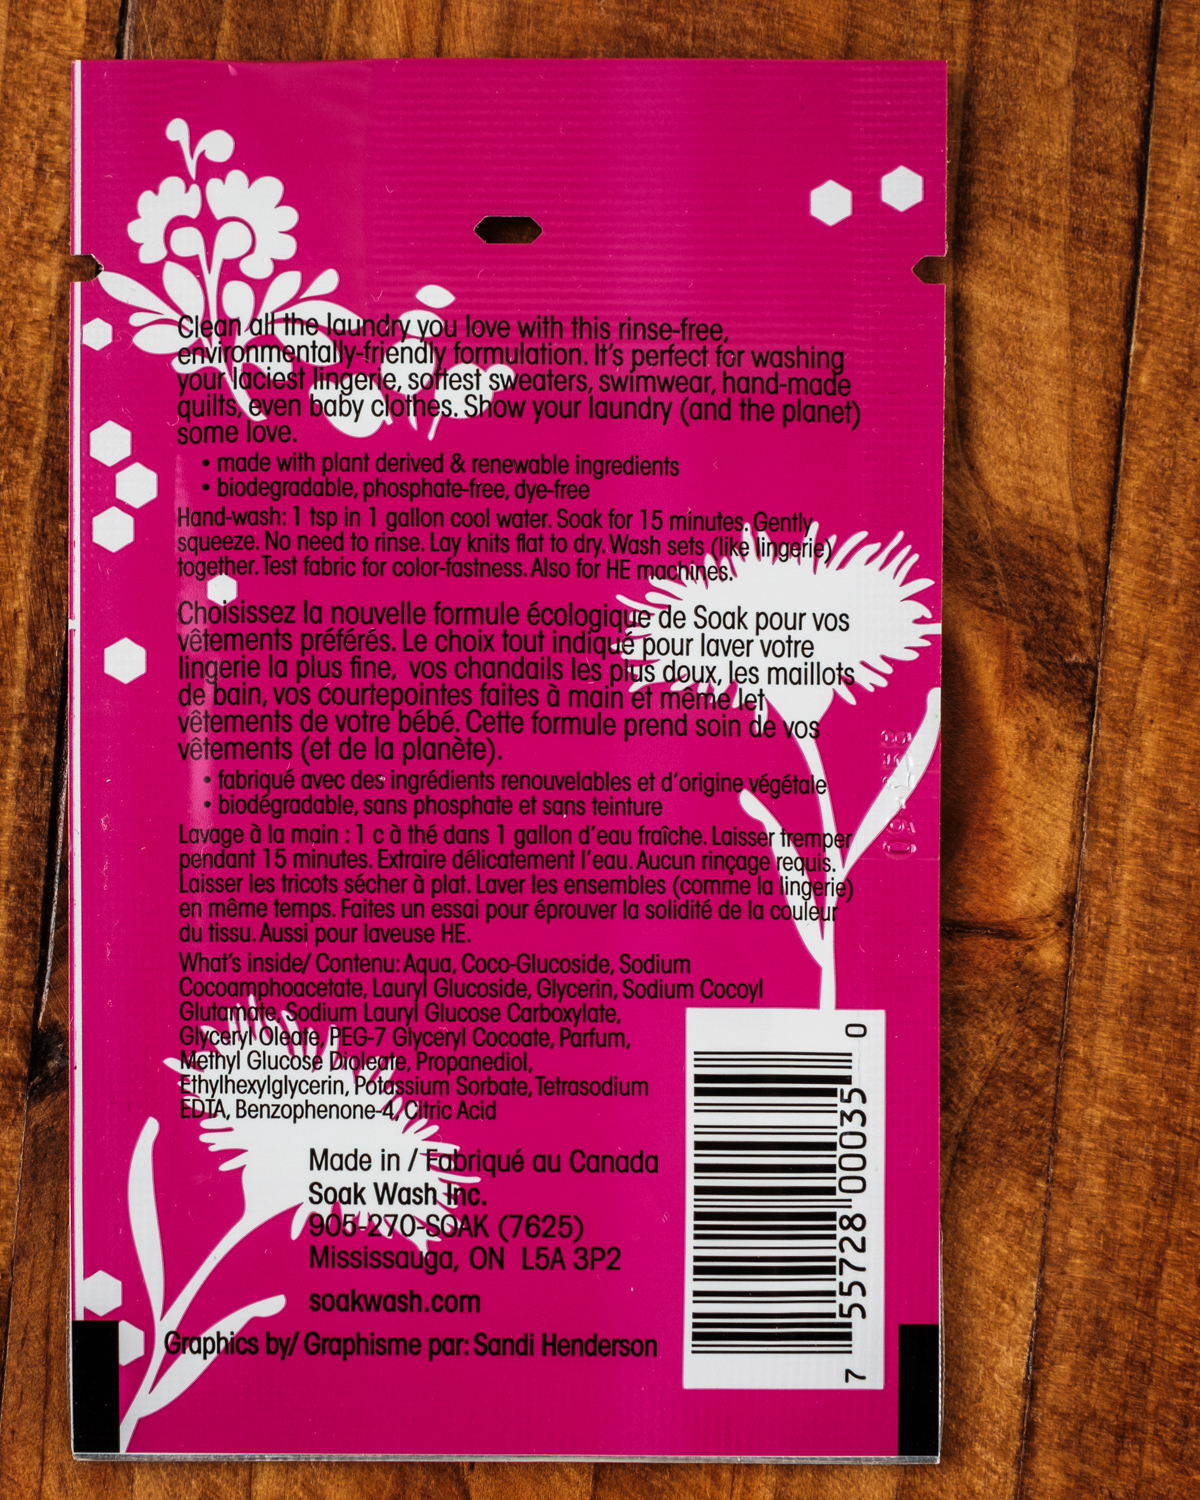 Clean all the laundry you love with this rinse-free,
environmentally-friendly formulation. It's perfect for washing
your laciest lingerie, softest sweaters, swimwear, hand-made
quilts, even baby clothes. Show your laundry (and the planet)
some love.
• made with plant derived & renewable ingredients
• biodegradable, phosphate-free, dye-free
Hand-wash: 1 tsp in 1 gallon cool water. Soak for 15 minutes. Gently
squeeze. No need to rinse. Lay knits flat to dry. Wash sets (like lingerie)
together. Test fabric for color-fastness. Also for HE machines.
Choisissez la nouvelle formule écologique de Soak pour vos
vêtements préférés. Le choix tout indiqué pour laver votre
lingerie la plus fine, vos chandails les plus doux, les maillots
de bain, vos courtepointes faites à main et même let
vêtements de votre bébé. Cette formule prend soin de vos
vêtements (et de la planète).
• fabriqué avec des ingrédients renouvelables et d'origine végétale
• biodégradable, sans phosphate et sans teinture
Lavage à la main : 1 c à thé dans 1 gallon d'eau fraîche. Laisser tremper
pendant 15 minutes. Extraire délicatement l'eau. Aucun rinçage requis.
Laisser les tricots sécher à plat. Laver les ensembles (comme la lingerie)
en même temps. Faites un essai pour éprouver la solidité de la couleur
du tissu. Aussi pour laveuse HE.
What's inside/ Contenu: Aqua, Coco-Glucoside, Sodium
Cocoamphoacetate, Lauryl Glucoside, Glycerin, Sodium Cocoyl
Glutamate, Sodium Lauryl Glucose Carboxylate,
Glyceryl Oleate, PEG-7 Glyceryl Cocoate, Parfum,
Methyl Glucose Dioleate, Propanediol,
Ethylhexylglycerin, Potassium Sorbate, Tetrasodium
EDTA, Benzophenone-4, Citric Acid
Made in / Fabriqué au Canada
Soak Wash Inc.
905-270-SOAK (7625)
Mississauga, ON L5A 3P2
soakwash.com
Graphics by/ Graphisme par: Sandi Henderson
7 55728 00035 0